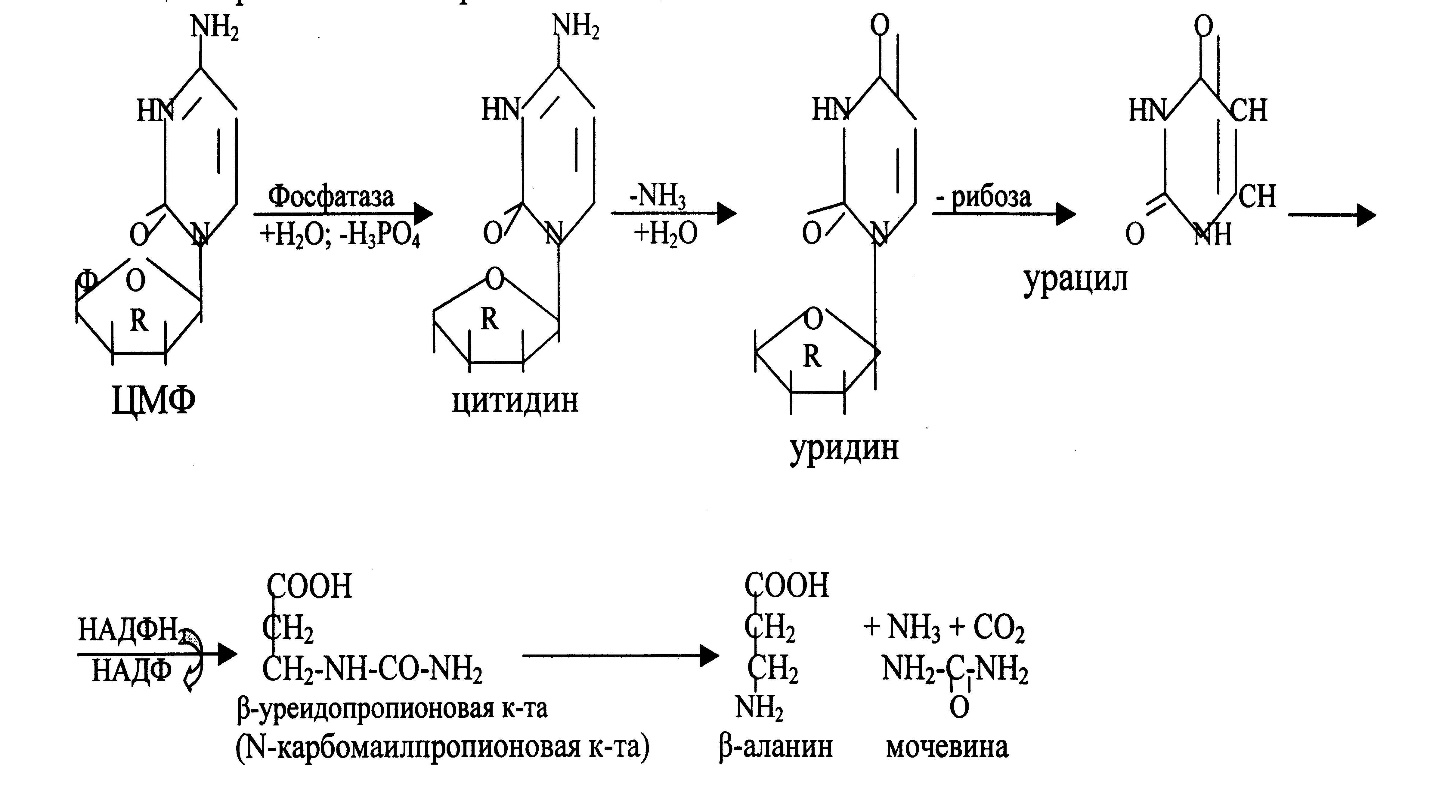 NH₂ NH₂ O O
HN HN HN HN CH
Фосфатаза -NH₃ - рибоза CH
+H₂O; -H₃PO₄ +H₂O
O N O N O N O NH
Ф O O O урацил
R R R
ЦМФ цитидин
уридин
COOH COOH
НАДФН₂ CH₂ CH₂ + NH₃ + CO₂
НАДФ CH₂-NH-CO-NH₂ CH₂ NH₂-C-NH₂
β-уреидопропионовая к-та NH₂ O
(N-карбомаилпропионовая к-та) β-аланин мочевина